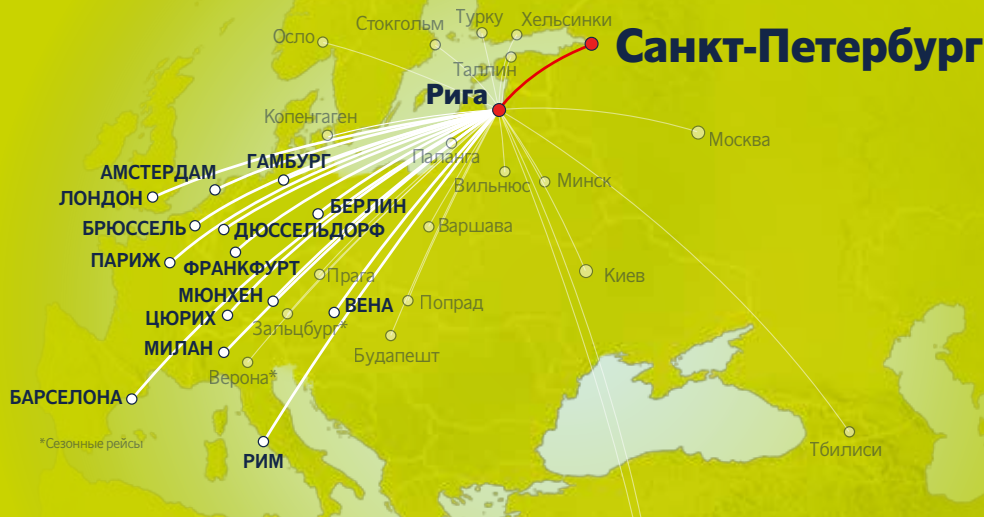 Турку
Хельсинки
Стокгольм
Осло
Санкт-Петербург
Таллин
Рига
Копенгаген
Москва
Паланга
ГАМБУРГ
АМСТЕРДАМ
Вильнюс
Минск
ЛОНДОН
БЕРЛИН
БРЮССЕЛЬ
ДЮССЕЛЬДОРФ
Варшава
ПАРИЖ
ФРАНКФУРТ
Прага
Киев
МЮНХЕН
ВЕНА
Попрад
ЦЮРИХ
Зальцбург*
МИЛАН
Будапешт
Верона*
БАРСЕЛОНА
*Сезонные рейсы
Тбилиси
РИМ